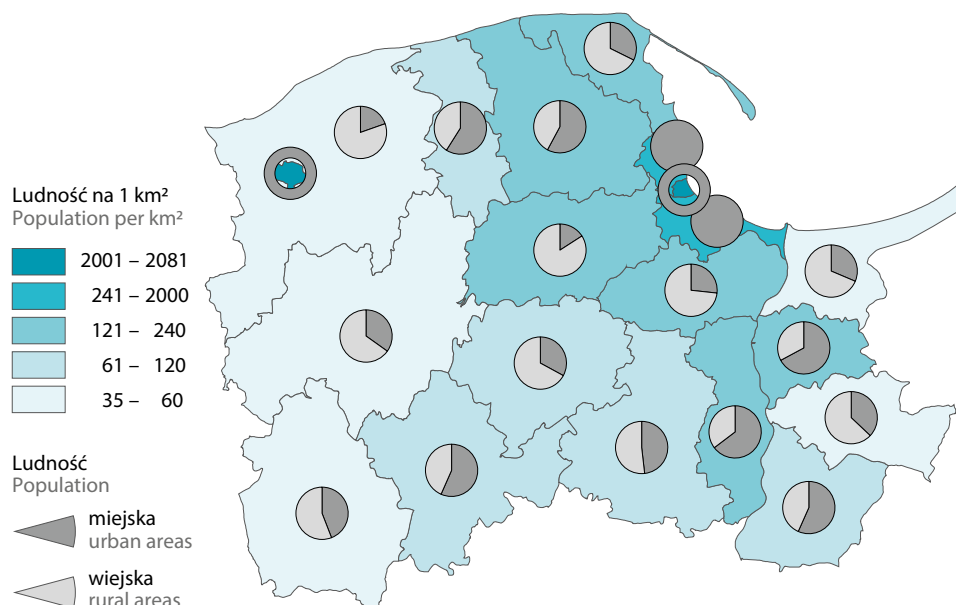 Ludność na 1 km²
Population per km²
2001 – 2081
241 – 2000
121 – 240
61 – 120
35 – 60
Ludność
Population
miejska
urban areas
wiejska
rural areas